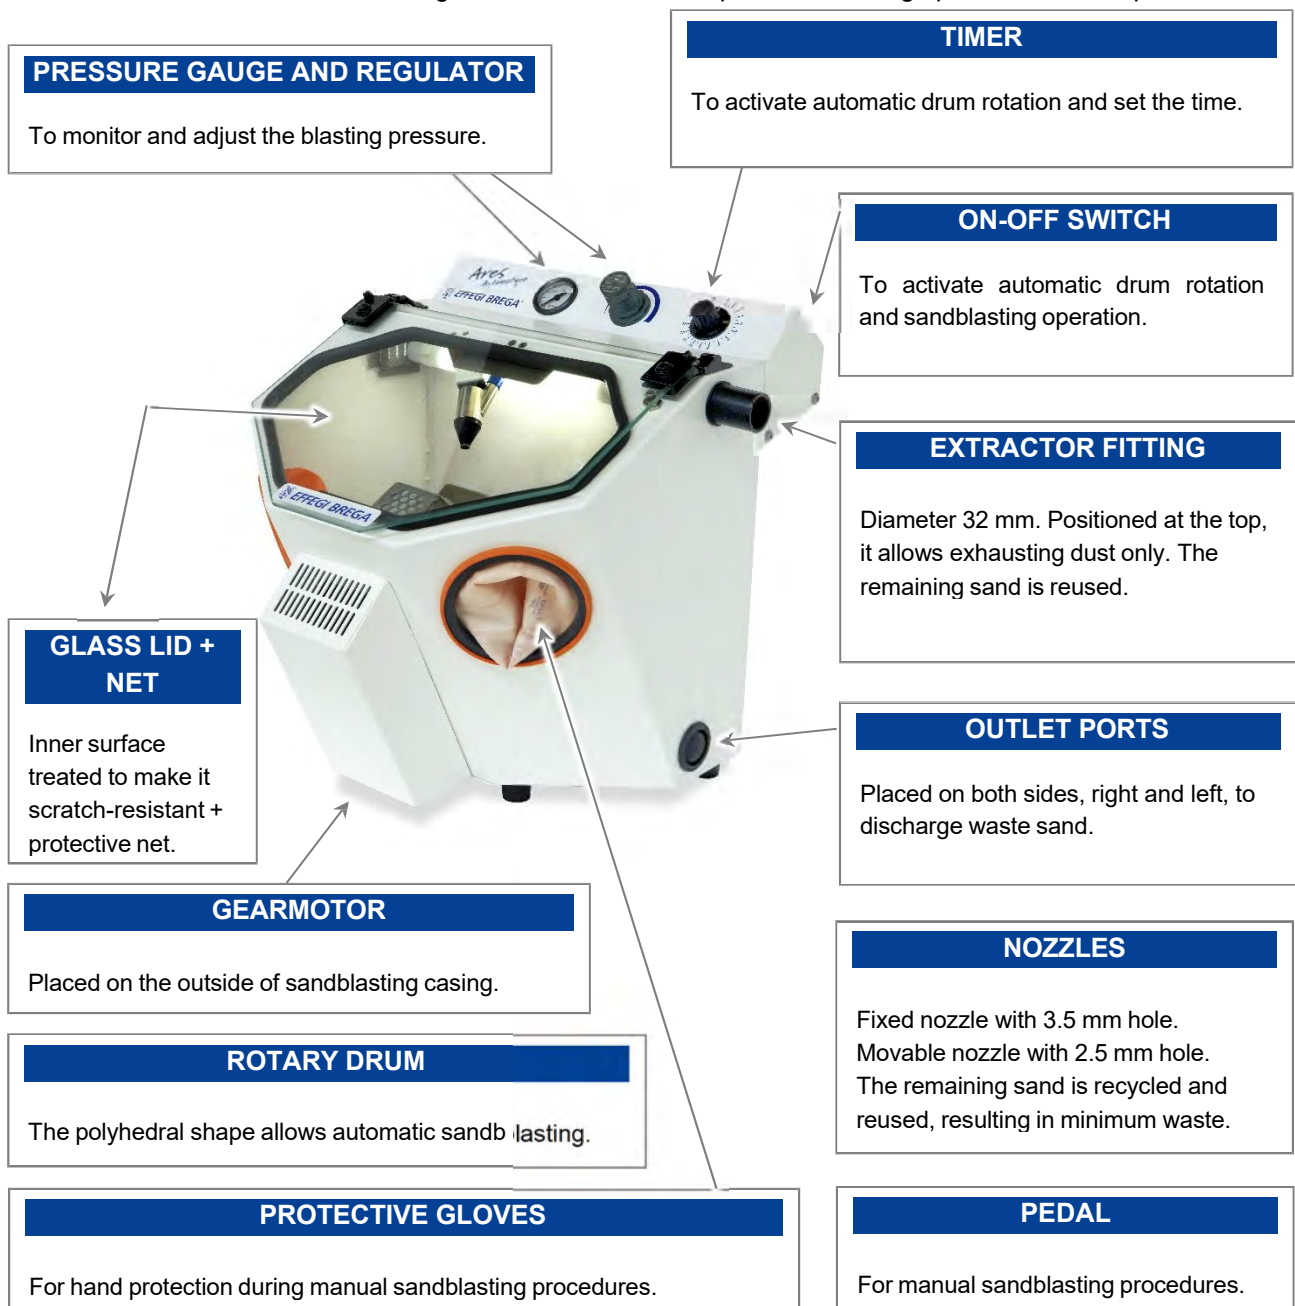 TIMER
To activate automatic drum rotation and set the time.
PRESSURE GAUGE AND REGULATOR
To monitor and adjust the blasting pressure.
ON-OFF SWITCH
To activate automatic drum rotation
and sandblasting operation.
Ares
Automatique
EFFEGI BREGA
EXTRACTOR FITTING
Diameter 32 mm. Positioned at the top,
it allows exhausting dust only. The
remaining sand is reused.
EFFEGI BREGA
GLASS LID +
NET
Inner surface
treated to make it
scratch-resistant +
protective net.
OUTLET PORTS
Placed on both sides, right and left, to
discharge waste sand.
GEARMOTOR
Placed on the outside of sandblasting casing.
NOZZLES
Fixed nozzle with 3.5 mm hole.
Movable nozzle with 2.5 mm hole.
The remaining sand is recycled and
reused, resulting in minimum waste.
ROTARY DRUM
The polyhedral shape allows automatic sandblasting.
PROTECTIVE GLOVES
For hand protection during manual sandblasting procedures.
PEDAL
For manual sandblasting procedures.